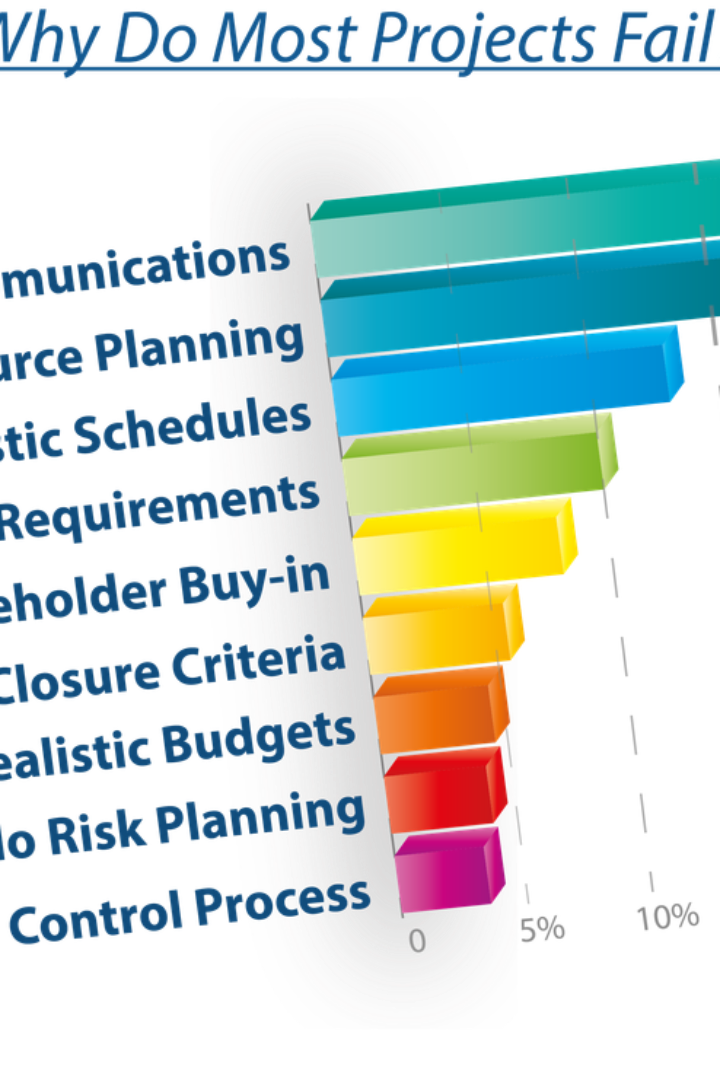 Why Do Most Projects Fail
munications
urce Planning
stic Schedules
Requirements
eholder Buy-in
Closure Criteria
ealistic Budgets
No Risk Planning
Control Process
0 5% 10%